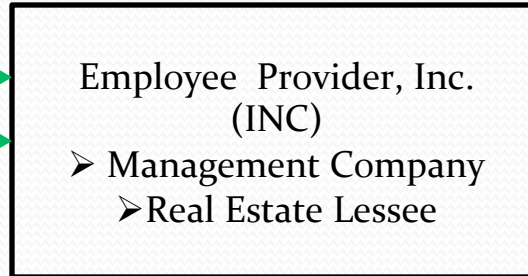 Employee Provider, Inc.
(INC)
➢ Management Company
➢Real Estate Lessee